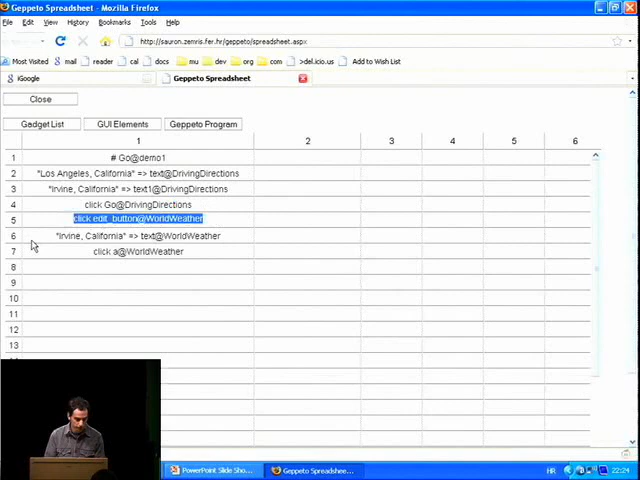 Geppeto Spreadsheet - Mozilla Firefox
File Edit View History Bookmarks Tools Help
http://sauron.zemris.fer.hr/geppeto/spreadsheet.aspx
Most Visited mail reader cal docs mu dev org com >del.icio.us Add to Wish List
iGoogle Geppeto Spreadsheet
Close
Gadget List GUI Elements Geppeto Program
1 2 3 4 5 6
1 # Go@demo1
2 "Los Angeles, California" => text@DrivingDirections
3 "Irvine, California" => text1@DrivingDirections
4 click Go@DrivingDirections
5 click edit_button@WorldWeather
6 "Irvine, California" => text@WorldWeather
7 click a@WorldWeather
8
9
10
11
12
13
PowerPoint Slide Sho... Geppeto Spreadshee... HR 22:24